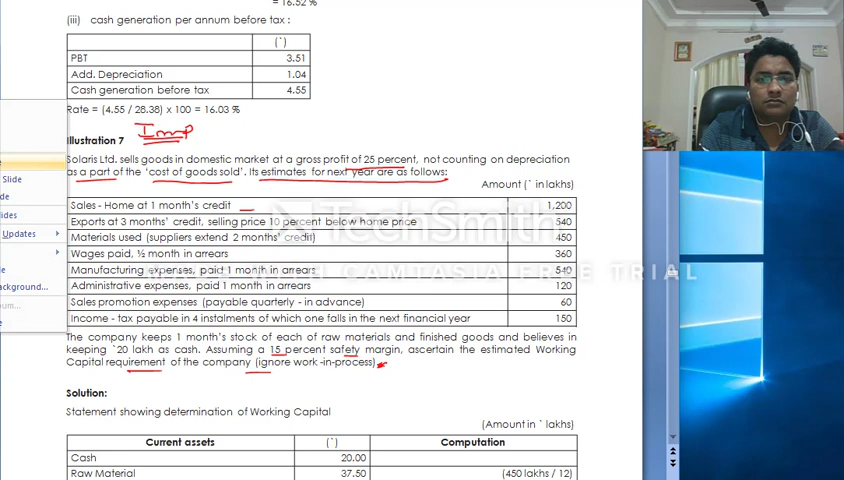 = 16.52 %
(iii) cash generation per annum before tax :
(`)
PBT 3.51
Add. Depreciation 1.04
Cash generation before tax 4.55
Rate = (4.55 / 28.38) x 100 = 16.03 %
Illustration 7 Imp
Solaris Ltd. sells goods in domestic market at a gross profit of 25 percent, not counting on depreciation
as a part of the 'cost of goods sold'. Its estimates for next year are as follows:
Amount (` in lakhs)
Sales - Home at 1 month's credit 1,200
Exports at 3 months' credit, selling price 10 percent below home price 540
Materials used (suppliers extend 2 months' credit) 450
Wages paid, ½ month in arrears 360
Manufacturing expenses, paid 1 month in arrears 540
Administrative expenses, paid 1 month in arrears 120
Sales promotion expenses (payable quarterly - in advance) 60
Income - tax payable in 4 instalments of which one falls in the next financial year 150
The company keeps 1 month's stock of each of raw materials and finished goods and believes in
keeping `20 lakh as cash. Assuming a 15 percent safety margin, ascertain the estimated Working
Capital requirement of the company (ignore work -in-process).
Solution:
Statement showing determination of Working Capital
(Amount in ` lakhs)
Current assets (`) Computation
Cash 20.00
Raw Material 37.50 (450 lakhs / 12)
Slide
Updates
TechSmith
MADE WITH CAMTASIA FREE TRIAL